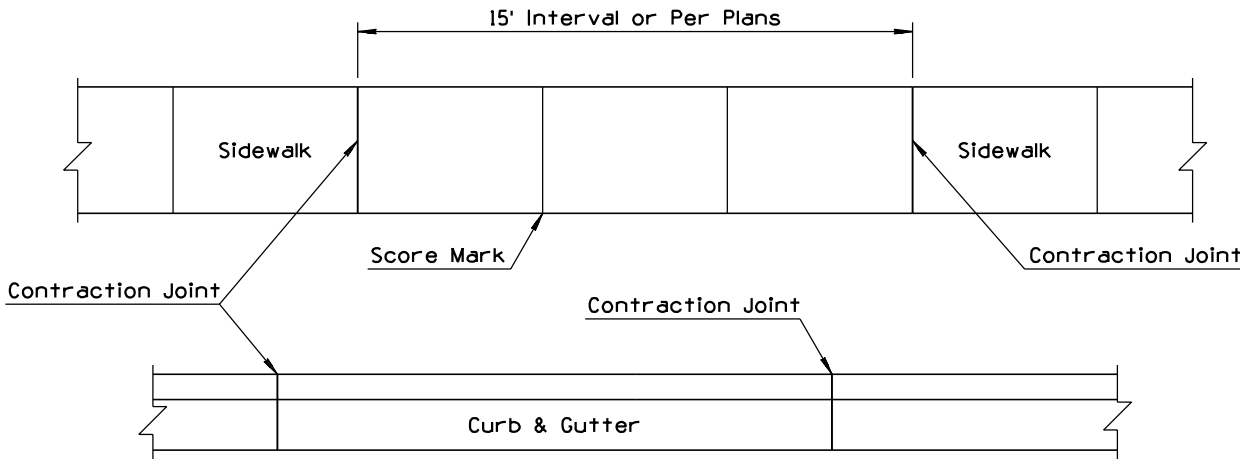 15' Interval or Per Plans
Sidewalk
Sidewalk
Score Mark
Contraction Joint
Contraction Joint
Contraction Joint
Curb & Gutter